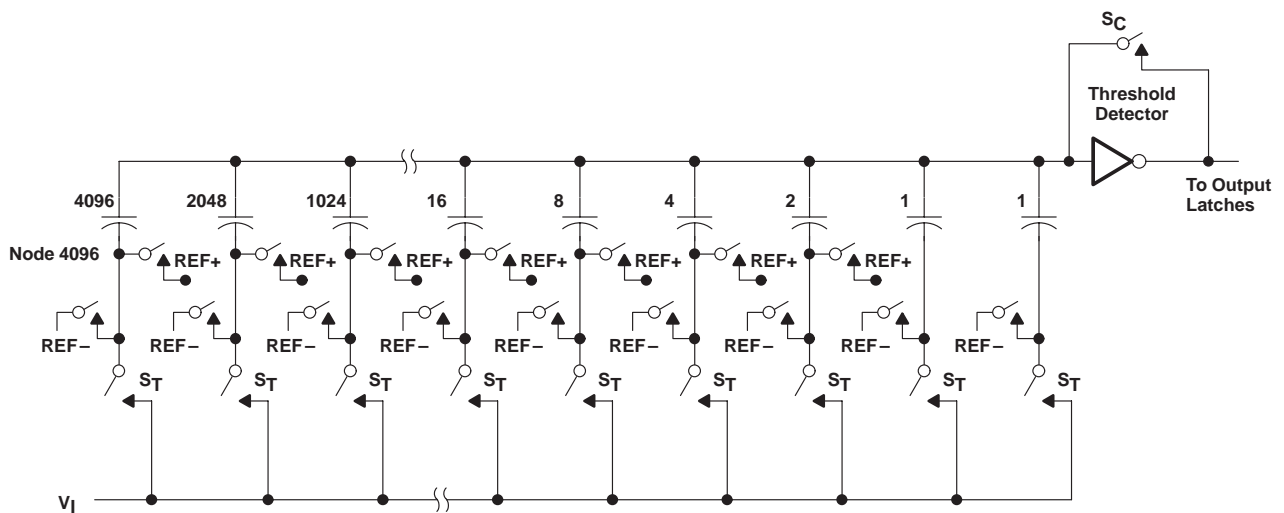 SC
Threshold
Detector
To Output
Latches
4096 2048 1024 16 8 4 2 1 1
Node 4096
REF+ REF+ REF+ REF+ REF+ REF+ REF+
REF– REF– REF– REF– REF– REF– REF– REF– REF–
ST ST ST ST ST ST ST ST ST
VI